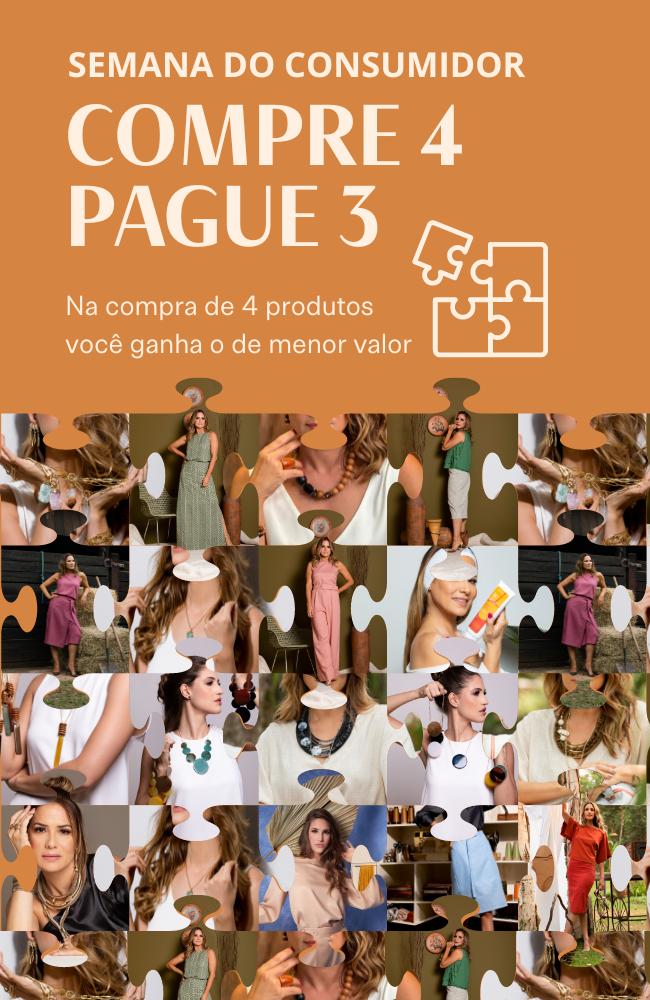 SEMANA DO CONSUMIDOR
COMPRE 4
PAGUE 3
Na compra de 4 produtos
você ganha o de menor valor